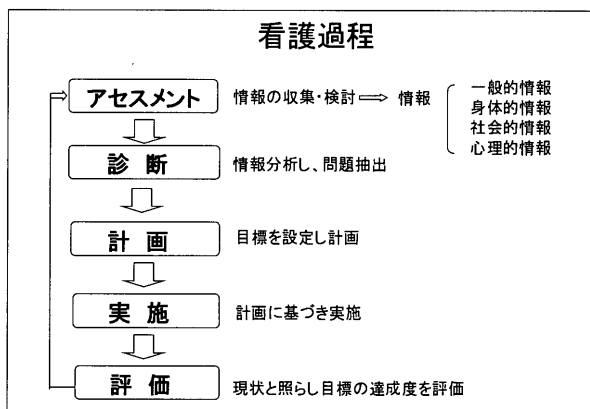 看護過程
アセスメント 情報の収集・検討 ⇒ 情報
一般的情報
身体的情報
社会的情報
心理的情報
診 断 情報分析し、問題抽出
計 画 目標を設定し計画
実 施 計画に基づき実施
評 価 現状と照らし目標の達成度を評価